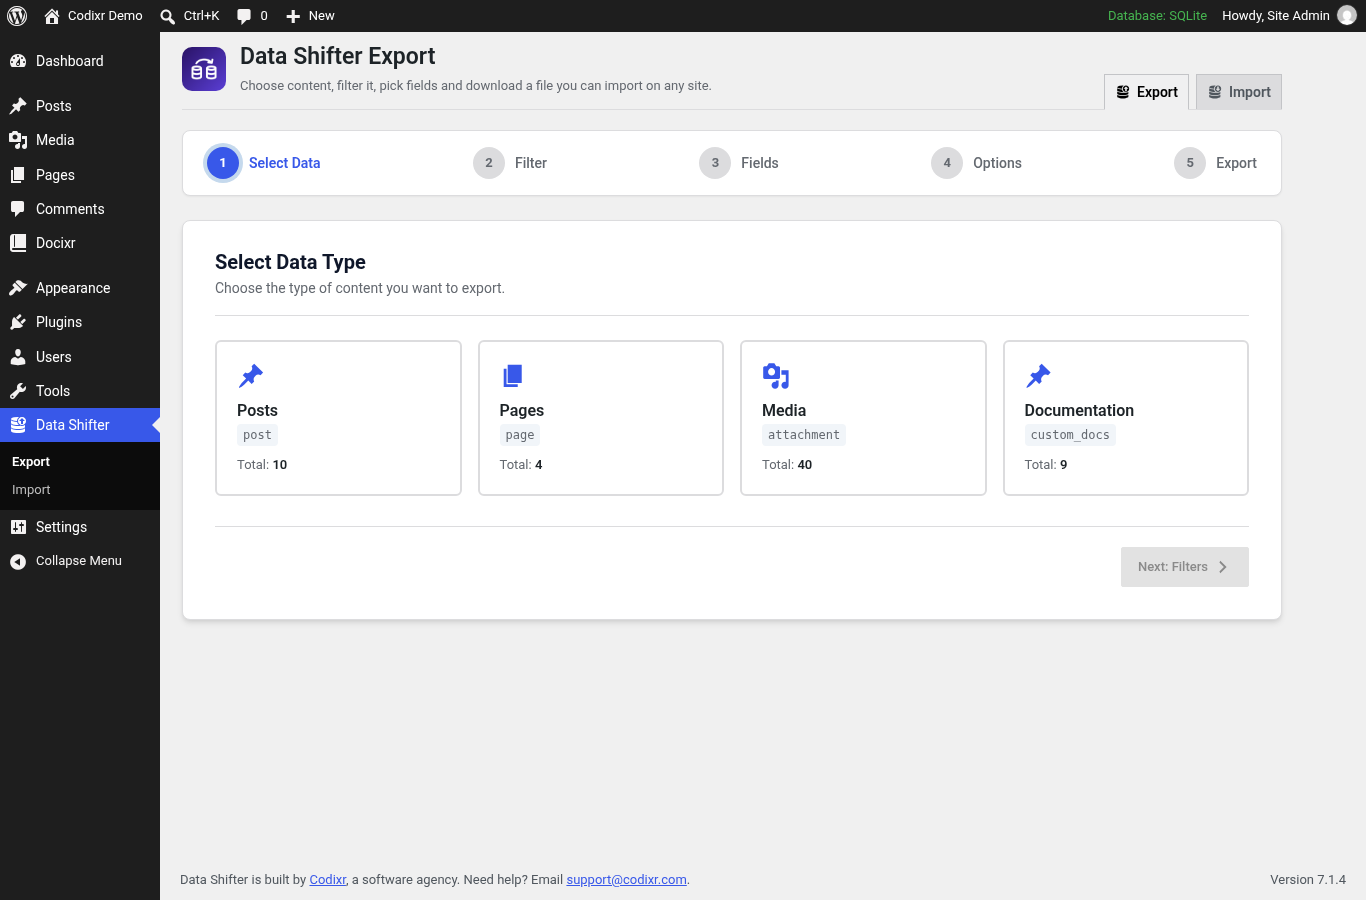 Codixr Demo
Ctrl+K
0
New
Database: SQLite
Howdy, Site Admin
Dashboard
Posts
Media
Pages
Comments
Docixr
Appearance
Plugins
Users
Tools
Data Shifter
Export
Import
Settings
Collapse Menu
Data Shifter Export
Choose content, filter it, pick fields and download a file you can import on any site.
Export
Import
1 Select Data
2 Filter
3 Fields
4 Options
5 Export
Select Data Type
Choose the type of content you want to export.
Posts
post
Total: 10
Pages
page
Total: 4
Media
attachment
Total: 40
Documentation
custom_docs
Total: 9
Next: Filters
Data Shifter is built by Codixr, a software agency. Need help? Email support@codixr.com.
Version 7.1.4